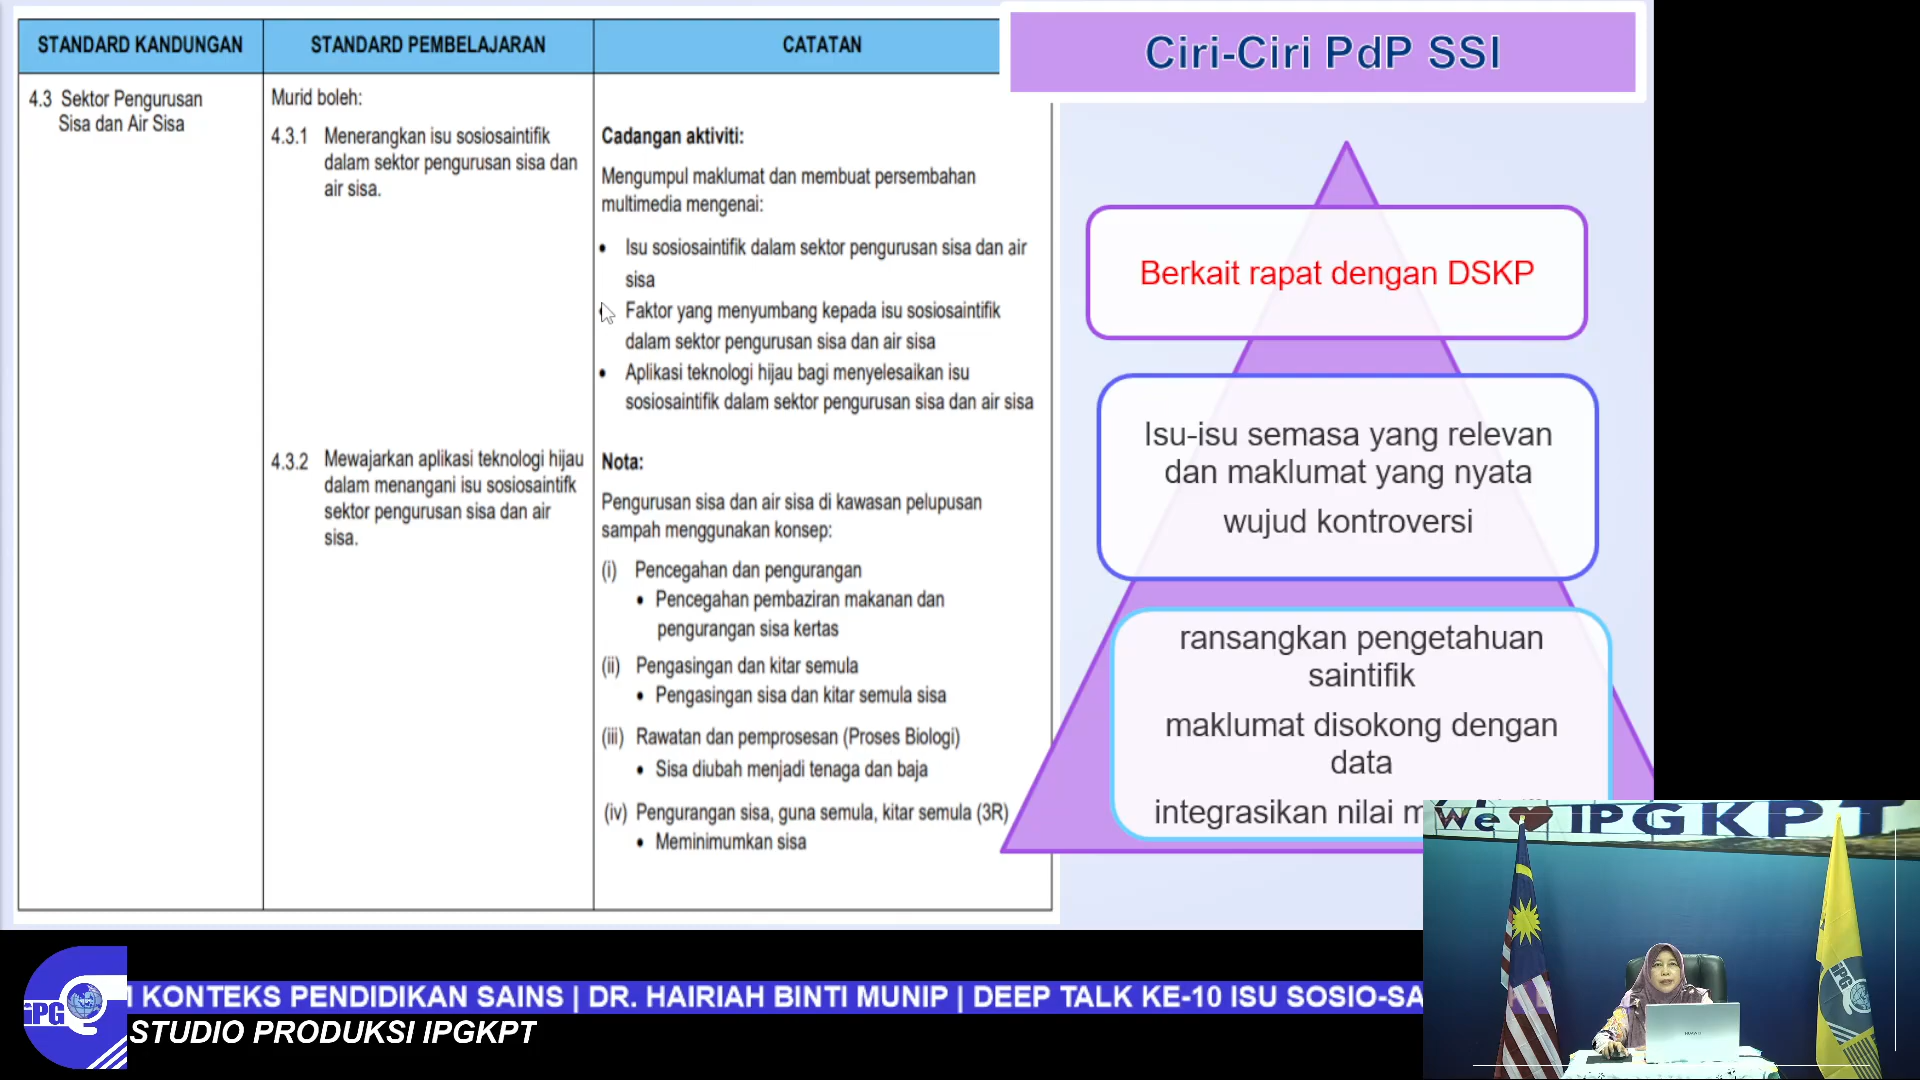 STANDARD KANDUNGAN
STANDARD PEMBELAJARAN
CATATAN
4.3 Sektor Pengurusan
Sisa dan Air Sisa
Murid boleh:
4.3.1 Menerangkan isu sosiosaintifik
dalam sektor pengurusan sisa dan
air sisa.
4.3.2 Mewajarkan aplikasi teknologi hijau
dalam menangani isu sosiosaintifk
sektor pengurusan sisa dan air
sisa.
Cadangan aktiviti:
Mengumpul maklumat dan membuat persembahan
multimedia mengenai:
• Isu sosiosaintifik dalam sektor pengurusan sisa dan air
sisa
Faktor yang menyumbang kepada isu sosiosaintifik
dalam sektor pengurusan sisa dan air sisa
• Aplikasi teknologi hijau bagi menyelesaikan isu
sosiosaintifik dalam sektor pengurusan sisa dan air sisa
Nota:
Pengurusan sisa dan air sisa di kawasan pelupusan
sampah menggunakan konsep:
(i) Pencegahan dan pengurangan
• Pencegahan pembaziran makanan dan
pengurangan sisa kertas
(ii) Pengasingan dan kitar semula
• Pengasingan sisa dan kitar semula sisa
(iii) Rawatan dan pemprosesan (Proses Biologi)
• Sisa diubah menjadi tenaga dan baja
(iv) Pengurangan sisa, guna semula, kitar semula (3R)
• Meminimumkan sisa
Ciri-Ciri PdP SSI
Berkait rapat dengan DSKP
Isu-isu semasa yang relevan
dan maklumat yang nyata
wujud kontroversi
ransangkan pengetahuan
saintifik
maklumat disokong dengan
data
integrasikan nilai m
We IPGKPT
iPG
KONTEKS PENDIDIKAN SAINS | DR. HAIRIAH BINTI MUNIP | DEEP TALK KE-10 ISU SOSIO-SA
STUDIO PRODUKSI IPGKPT
HUAWEI
iPG